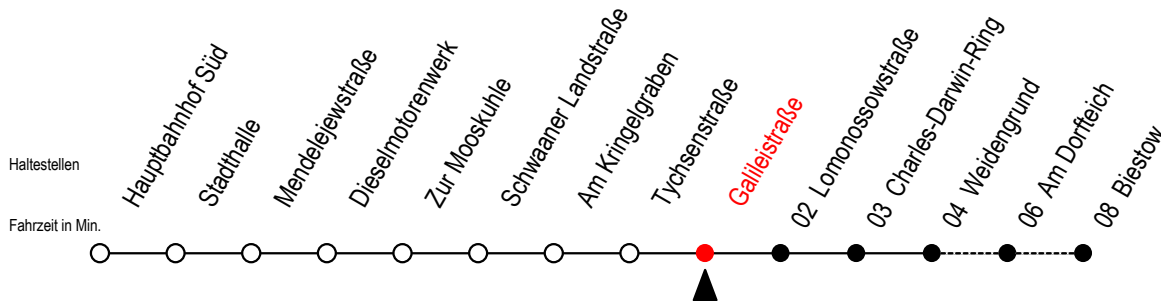 Haltestellen
Fahrzeit in Min.
Hauptbahnhof Süd
Stadthalle
Mendelejewstraße
Dieselmotorenwerk
Zur Mooskuhle
Schwaaner Landstraße
Am Kringelgraben
Tychsenstraße
Galileistraße
02 Lomonossowstraße
03 Charles-Darwin-Ring
04 Weidengrund
06 Am Dorfteich
08 Biestow